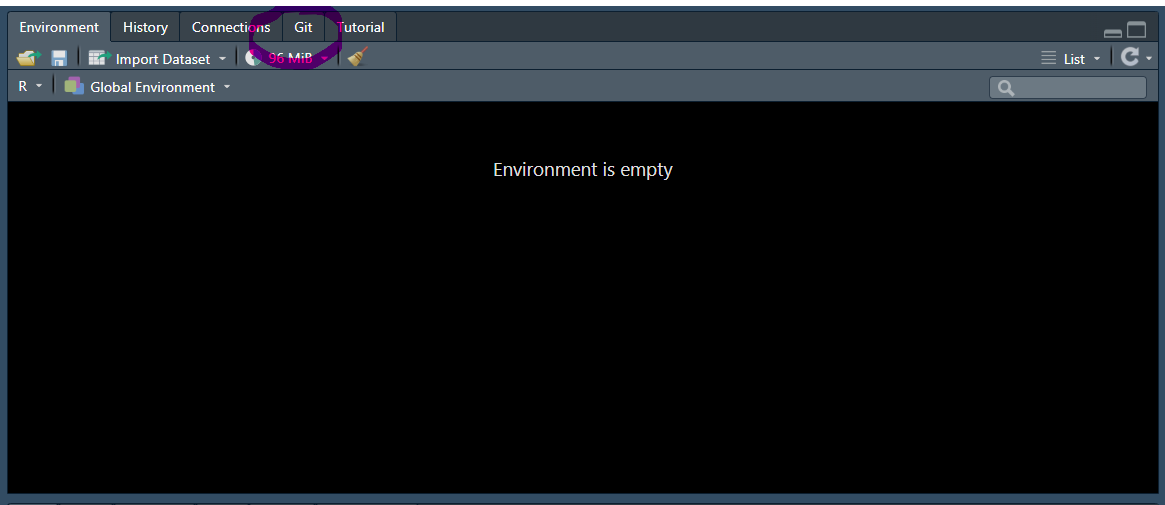 Environment History Connections Git Tutorial
Import Dataset 96 MiB List
R Global Environment
Environment is empty